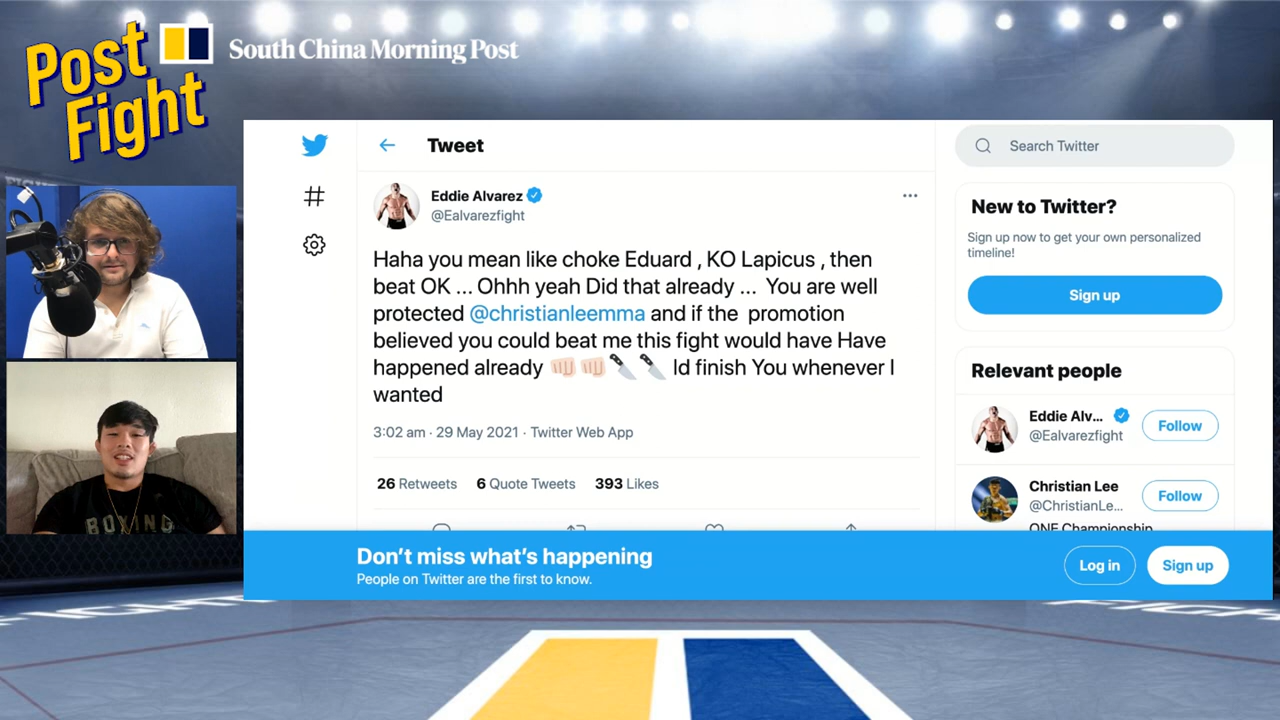 Post
Fight
South China Morning Post
Tweet
Search Twitter
Eddie Alvarez
@Ealvarezfight
Haha you mean like choke Eduard , KO Lapicus , then
beat OK ... Ohhh yeah Did that already ... You are well
protected @christianleemma and if the promotion
believed you could beat me this fight would have Have
happened already 👊🏻👊🏻🔪🔪 Id finish You whenever I
wanted
3:02 am · 29 May 2021 · Twitter Web App
26 Retweets 6 Quote Tweets 393 Likes
New to Twitter?
Sign up now to get your own personalized
timeline!
Sign up
Relevant people
Eddie Alv...
@Ealvarezfight
Follow
Christian Lee
@ChristianLe...
Follow
ONE Championship
Don't miss what's happening
People on Twitter are the first to know.
Log in
Sign up
BOXING